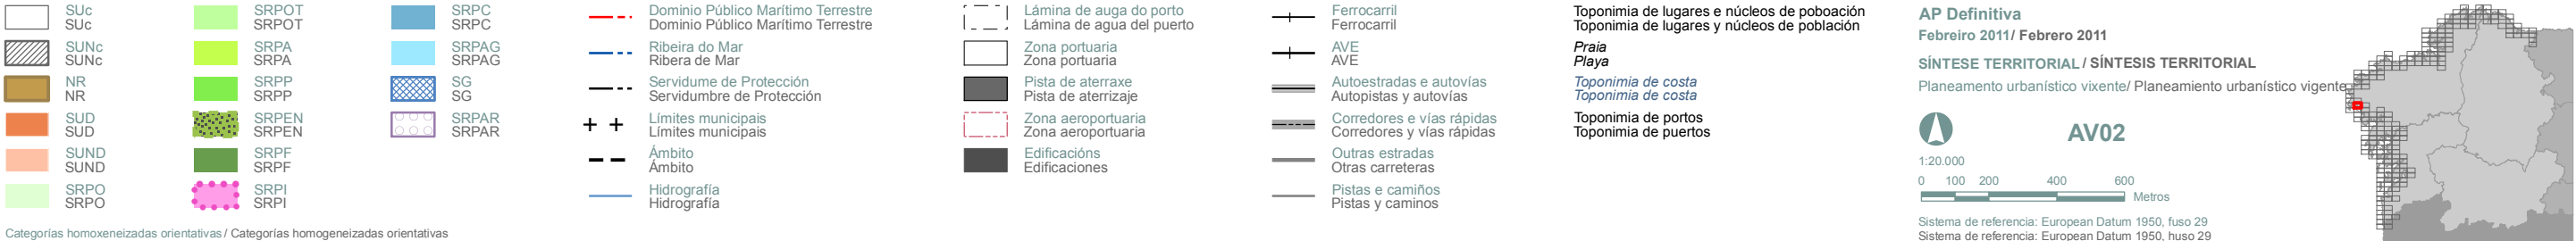 SUc
SUc
SUNc
SUNc
NR
NR
SUD
SUD
SUND
SUND
SRPO
SRPO
SRPOT
SRPOT
SRPA
SRPA
SRPP
SRPP
SRPEN
SRPEN
SRPF
SRPF
SRPI
SRPI
SRPC
SRPC
SRPAG
SRPAG
SG
SG
SRPAR
SRPAR
Categorías homoxeneizadas orientativas / Categorías homogeneizadas orientativas
Dominio Público Marítimo Terrestre
Dominio Público Marítimo Terrestre
Ribeira do Mar
Ribera de Mar
Servidume de Protección
Servidumbre de Protección
Límites municipais
Límites municipais
Ámbito
Ámbito
Hidrografía
Hidrografía
Lámina de auga do porto
Lámina de agua del puerto
Zona portuaria
Zona portuaria
Pista de aterraxe
Pista de aterrizaje
Zona aeroportuaria
Zona aeroportuaria
Edificacións
Edificaciones
Ferrocarril
Ferrocarril
AVE
AVE
Autoestradas e autovías
Autopistas y autovías
Corredores e vías rápidas
Corredores y vías rápidas
Outras estradas
Otras carreteras
Pistas e camiños
Pistas y caminos
Toponimia de lugares e núcleos de poboación
Toponimia de lugares y núcleos de población
Praia
Playa
Toponimia de costa
Toponimia de costa
Toponimia de portos
Toponimia de puertos
AP Definitiva
Febreiro 2011/ Febrero 2011
SÍNTESE TERRITORIAL / SÍNTESIS TERRITORIAL
Planeamento urbanístico vixente/ Planeamiento urbanístico vigente
AV02
1:20.000
0 100 200 400 600
Metros
Sistema de referencia: European Datum 1950, fuso 29
Sistema de referencia: European Datum 1950, huso 29